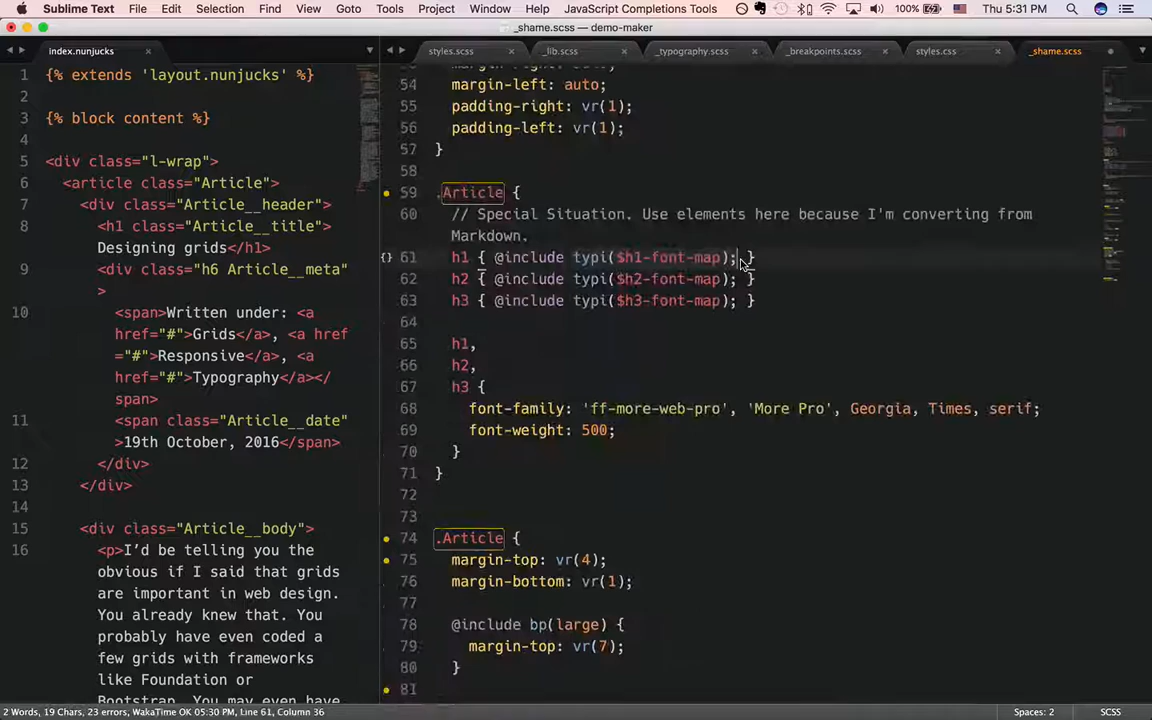 Sublime Text File Edit Selection Find View Goto Tools Project Window Help JavaScript Completions Tools 100% Thu 5:31 PM
_shame.scss — demo-maker
index.nunjucks × styles.scss × _lib.scss × _typography.scss × _breakpoints.scss × styles.css × _shame.scss
1 {% extends 'layout.nunjucks' %}
2
3 {% block content %}
4
5 <div class="l-wrap">
6 <article class="Article">
7 <div class="Article__header">
8 <h1 class="Article__title">
Designing grids</h1>
9 <div class="h6 Article__meta"
>
10 <span>Written under: <a
href="#">Grids</a>, <a href
="#">Responsive</a>, <a
href="#">Typography</a></
span>
11 <span class="Article__date"
>19th October, 2016</span>
12 </div>
13 </div>
14
15 <div class="Article__body">
16 <p>I’d be telling you the
obvious if I said that grids
are important in web design.
You already knew that. You
probably have even coded a
few grids with frameworks
like Foundation or
Bootstrap. You may even have
54 margin-left: auto;
55 padding-right: vr(1);
56 padding-left: vr(1);
57 }
58
59 .Article {
60 // Special Situation. Use elements here because I'm converting from
Markdown.
{} 61 h1 { @include typi($h1-font-map); }
62 h2 { @include typi($h2-font-map); }
63 h3 { @include typi($h3-font-map); }
64
65 h1,
66 h2,
67 h3 {
68 font-family: 'ff-more-web-pro', 'More Pro', Georgia, Times, serif;
69 font-weight: 500;
70 }
71 }
72
73
74 .Article {
75 margin-top: vr(4);
76 margin-bottom: vr(1);
77
78 @include bp(large) {
79 margin-top: vr(7);
80 }
81
2 Words, 19 Chars, 23 errors, WakaTime OK 05:30 PM, Line 61, Column 36 Spaces: 2 SCSS